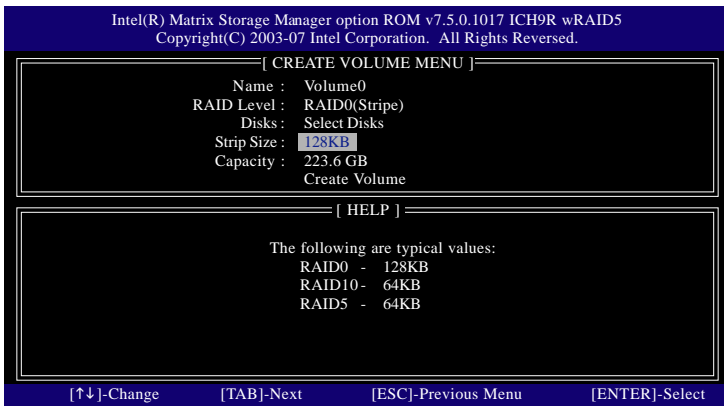 Intel(R) Matrix Storage Manager option ROM v7.5.0.1017 ICH9R wRAID5
Copyright(C) 2003-07 Intel Corporation. All Rights Reversed.
[ CREATE VOLUME MENU ]
Name : Volume0
RAID Level : RAID0(Stripe)
Disks : Select Disks
Strip Size : 128KB
Capacity : 223.6 GB
Create Volume
[ HELP ]
The following are typical values:
RAID0 - 128KB
RAID10 - 64KB
RAID5 - 64KB
[↑↓]-Change [TAB]-Next [ESC]-Previous Menu [ENTER]-Select